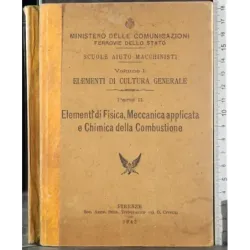 MINISTERO DELLE COMUNICAZIONI
FERROVIE DELLO STATO
SCUOLE AIUTO MACCHINISTI
Volume I:
ELEMENTI DI CULTURA GENERALE
Parte II
Elementi di Fisica, Meccanica applicata
e Chimica della Combustione
FIRENZE